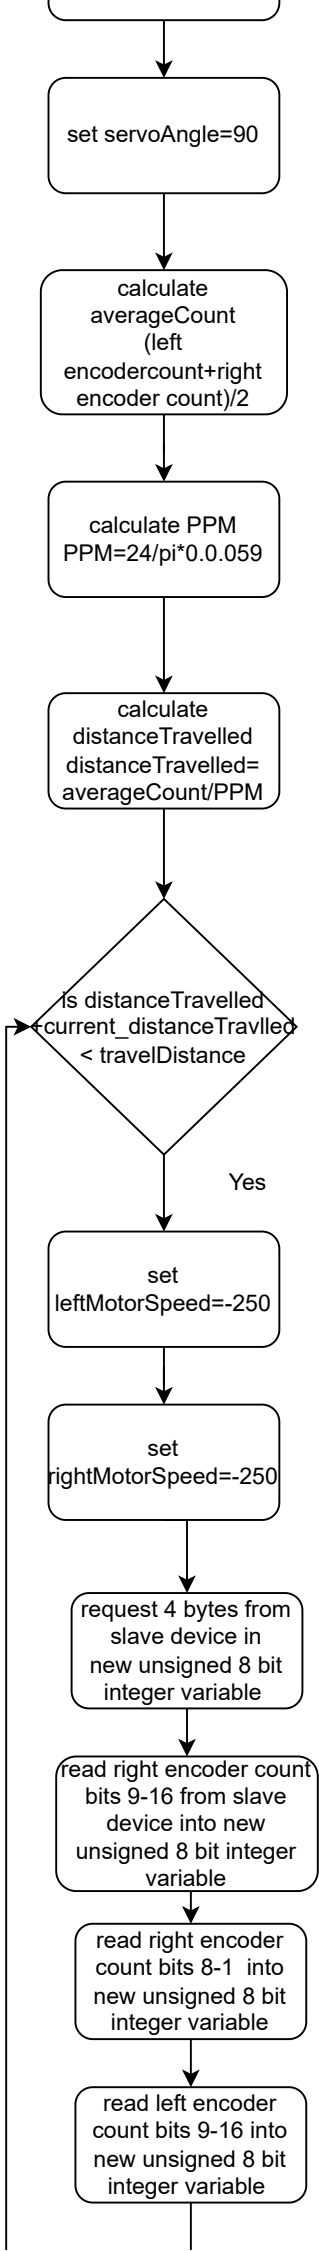 set servoAngle=90
calculate
averageCount
(left
encodercount+right
encoder count)/2
calculate PPM
PPM=24/pi*0.0.059
calculate
distanceTravelled
distanceTravelled=
averageCount/PPM
is distanceTravelled
+current_distanceTravlled
< travelDistance
Yes
set
leftMotorSpeed=-250
set
rightMotorSpeed=-250
request 4 bytes from
slave device in
new unsigned 8 bit
integer variable
read right encoder count
bits 9-16 from slave
device into new
unsigned 8 bit integer
variable
read right encoder
count bits 8-1 into
new unsigned 8 bit
integer variable
read left encoder
count bits 9-16 into
new unsigned 8 bit
integer variable